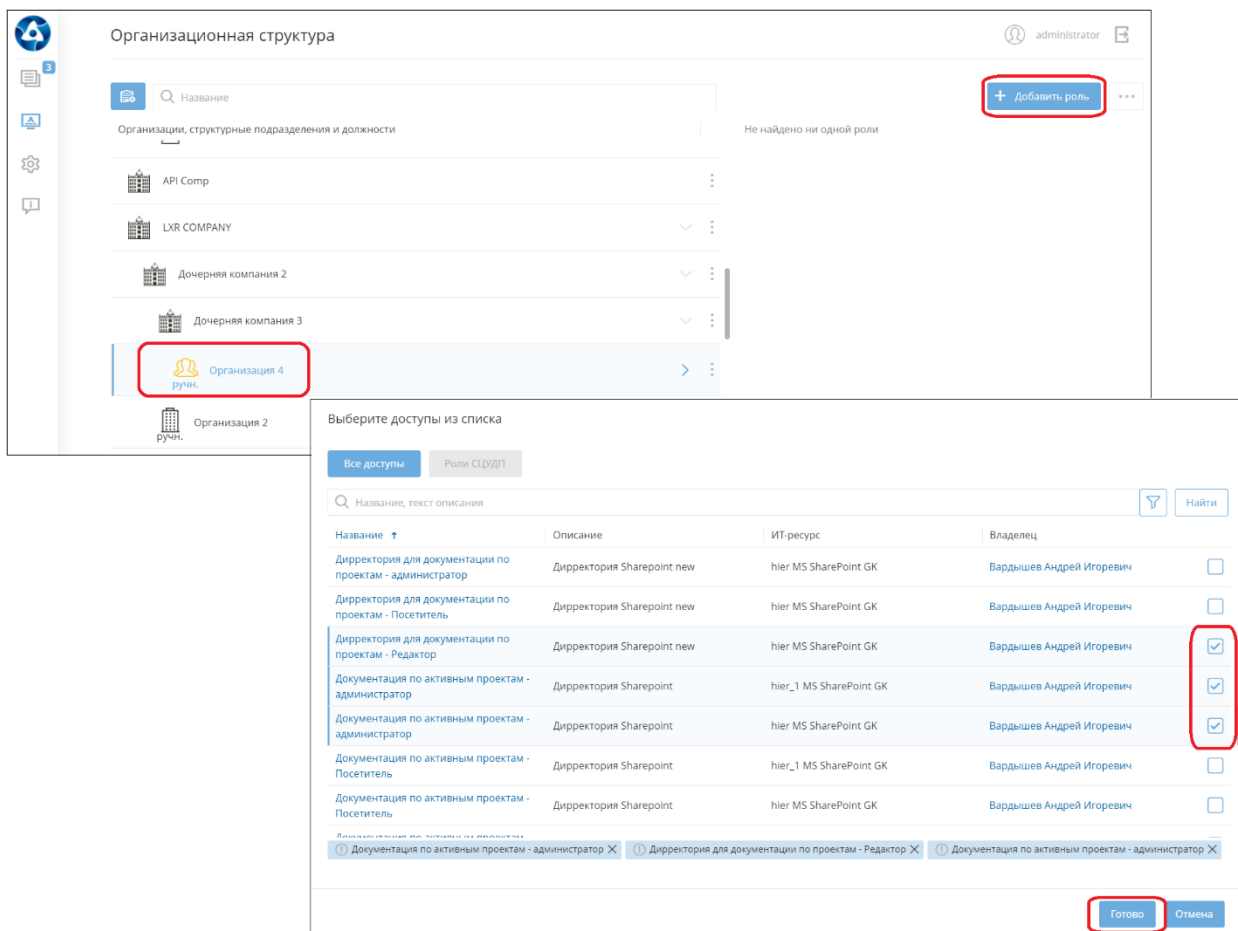 Организационная структура
administrator
3
Название
+ Добавить роль
Организации, структурные подразделения и должности
Не найдено ни одной роли
API Comp
LXR COMPANY
Дочерняя компания 2
Дочерняя компания 3
Организация 4
ручн.
Организация 2
ручн.
Выберите доступы из списка
Все доступы
Роли СЦУДП
Название, текст описания
Найти
Название ↑ Описание ИТ-ресурс Владелец
Дирректория для документации по
проектам - администратор
Дирректория Sharepoint new hier MS SharePoint GK Вардышев Андрей Игоревич
Дирректория для документации по
проектам - Посетитель
Дирректория Sharepoint new hier MS SharePoint GK Вардышев Андрей Игоревич
Дирректория для документации по
проектам - Редактор
Дирректория Sharepoint new hier MS SharePoint GK Вардышев Андрей Игоревич
Документация по активным проектам -
администратор
Дирректория Sharepoint hier_1 MS SharePoint GK Вардышев Андрей Игоревич
Документация по активным проектам -
администратор
Дирректория Sharepoint hier MS SharePoint GK Вардышев Андрей Игоревич
Документация по активным проектам -
Посетитель
Дирректория Sharepoint hier_1 MS SharePoint GK Вардышев Андрей Игоревич
Документация по активным проектам -
Посетитель
Дирректория Sharepoint hier MS SharePoint GK Вардышев Андрей Игоревич
Документация по активным проектам - администратор X
Дирректория для документации по проектам - Редактор X
Документация по активным проектам - администратор X
Готово
Отмена